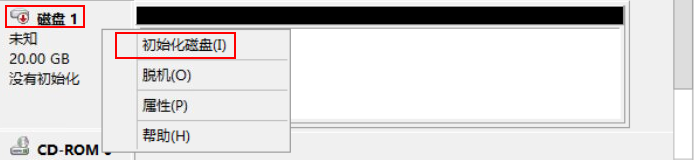 磁盘 1
未知
20.00 GB
没有初始化
初始化磁盘(I)
脱机(O)
属性(P)
帮助(H)
CD-ROM